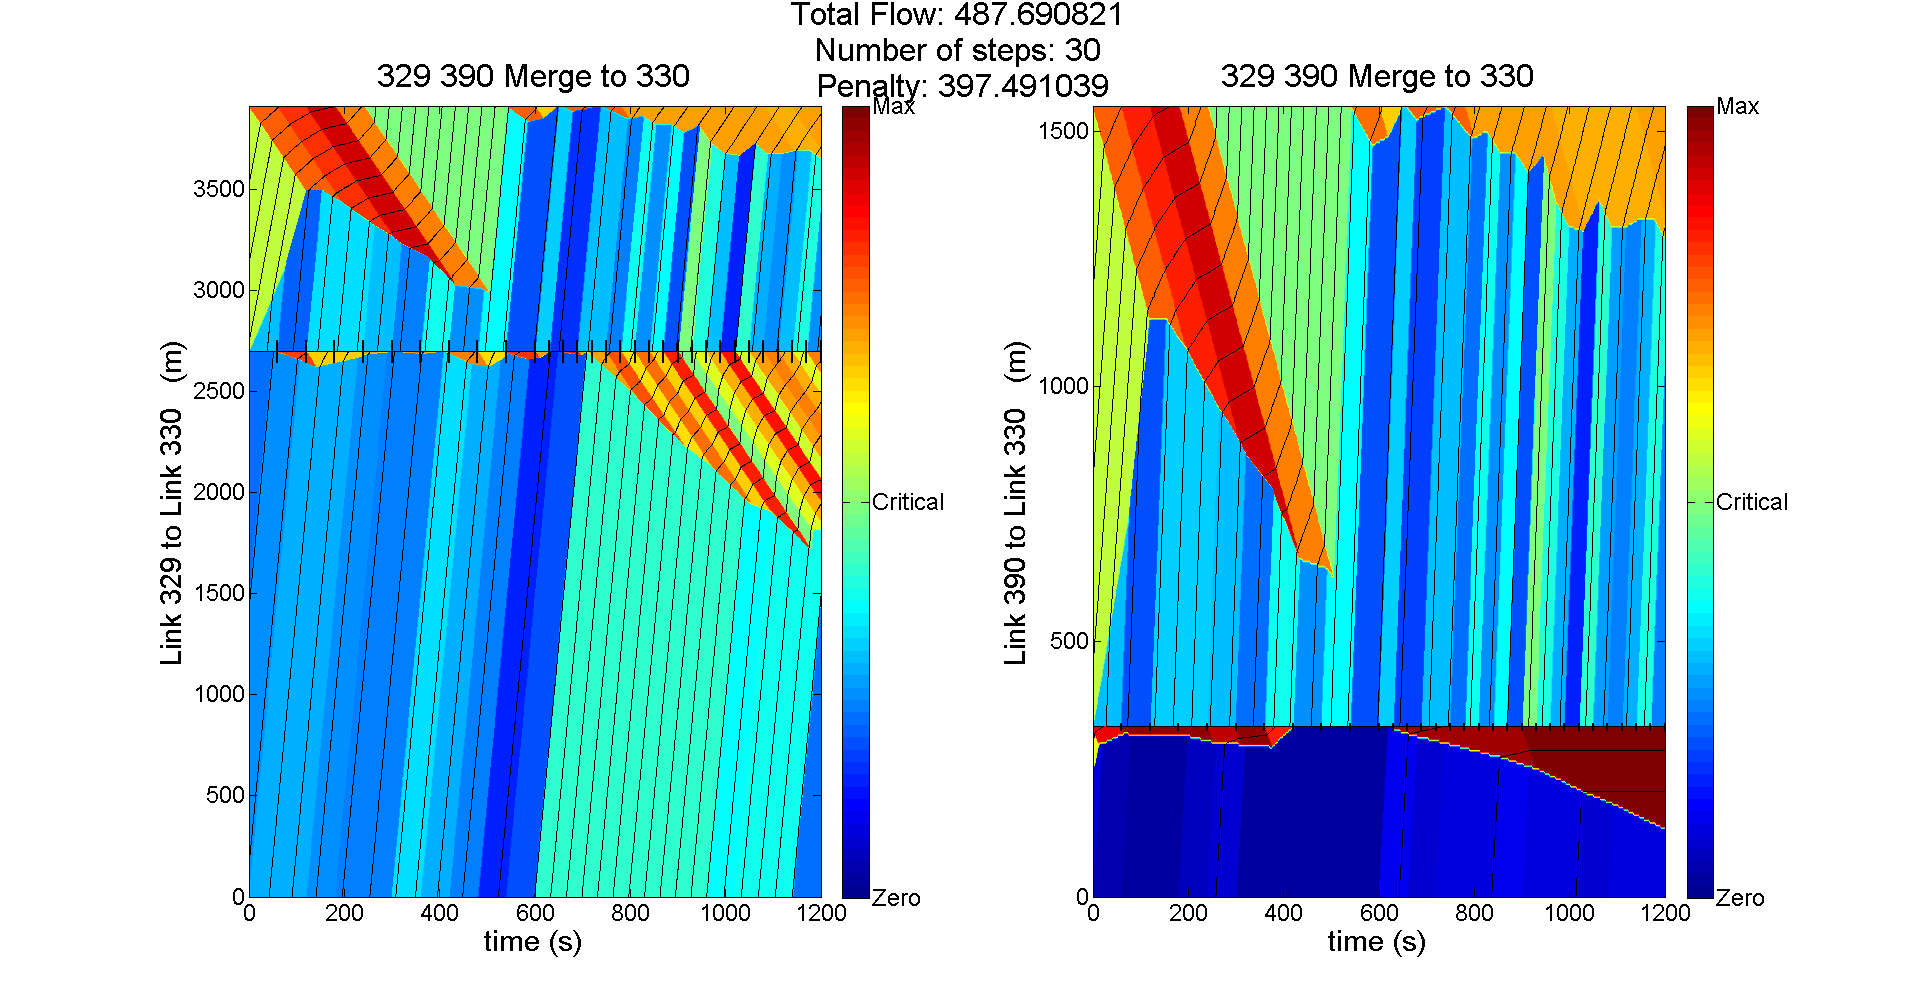 Total Flow: 487.690821
Number of steps: 30
Penalty: 397.491039
329 390 Merge to 330
Max
Critical
Zero
3500
3000
2500
2000
1500
1000
500
0
0 200 400 600 800 1000 1200
time (s)
Link 329 to Link 330 (m)
329 390 Merge to 330
Max
Critical
Zero
1500
1000
500
0
0 200 400 600 800 1000 1200
time (s)
Link 390 to Link 330 (m)